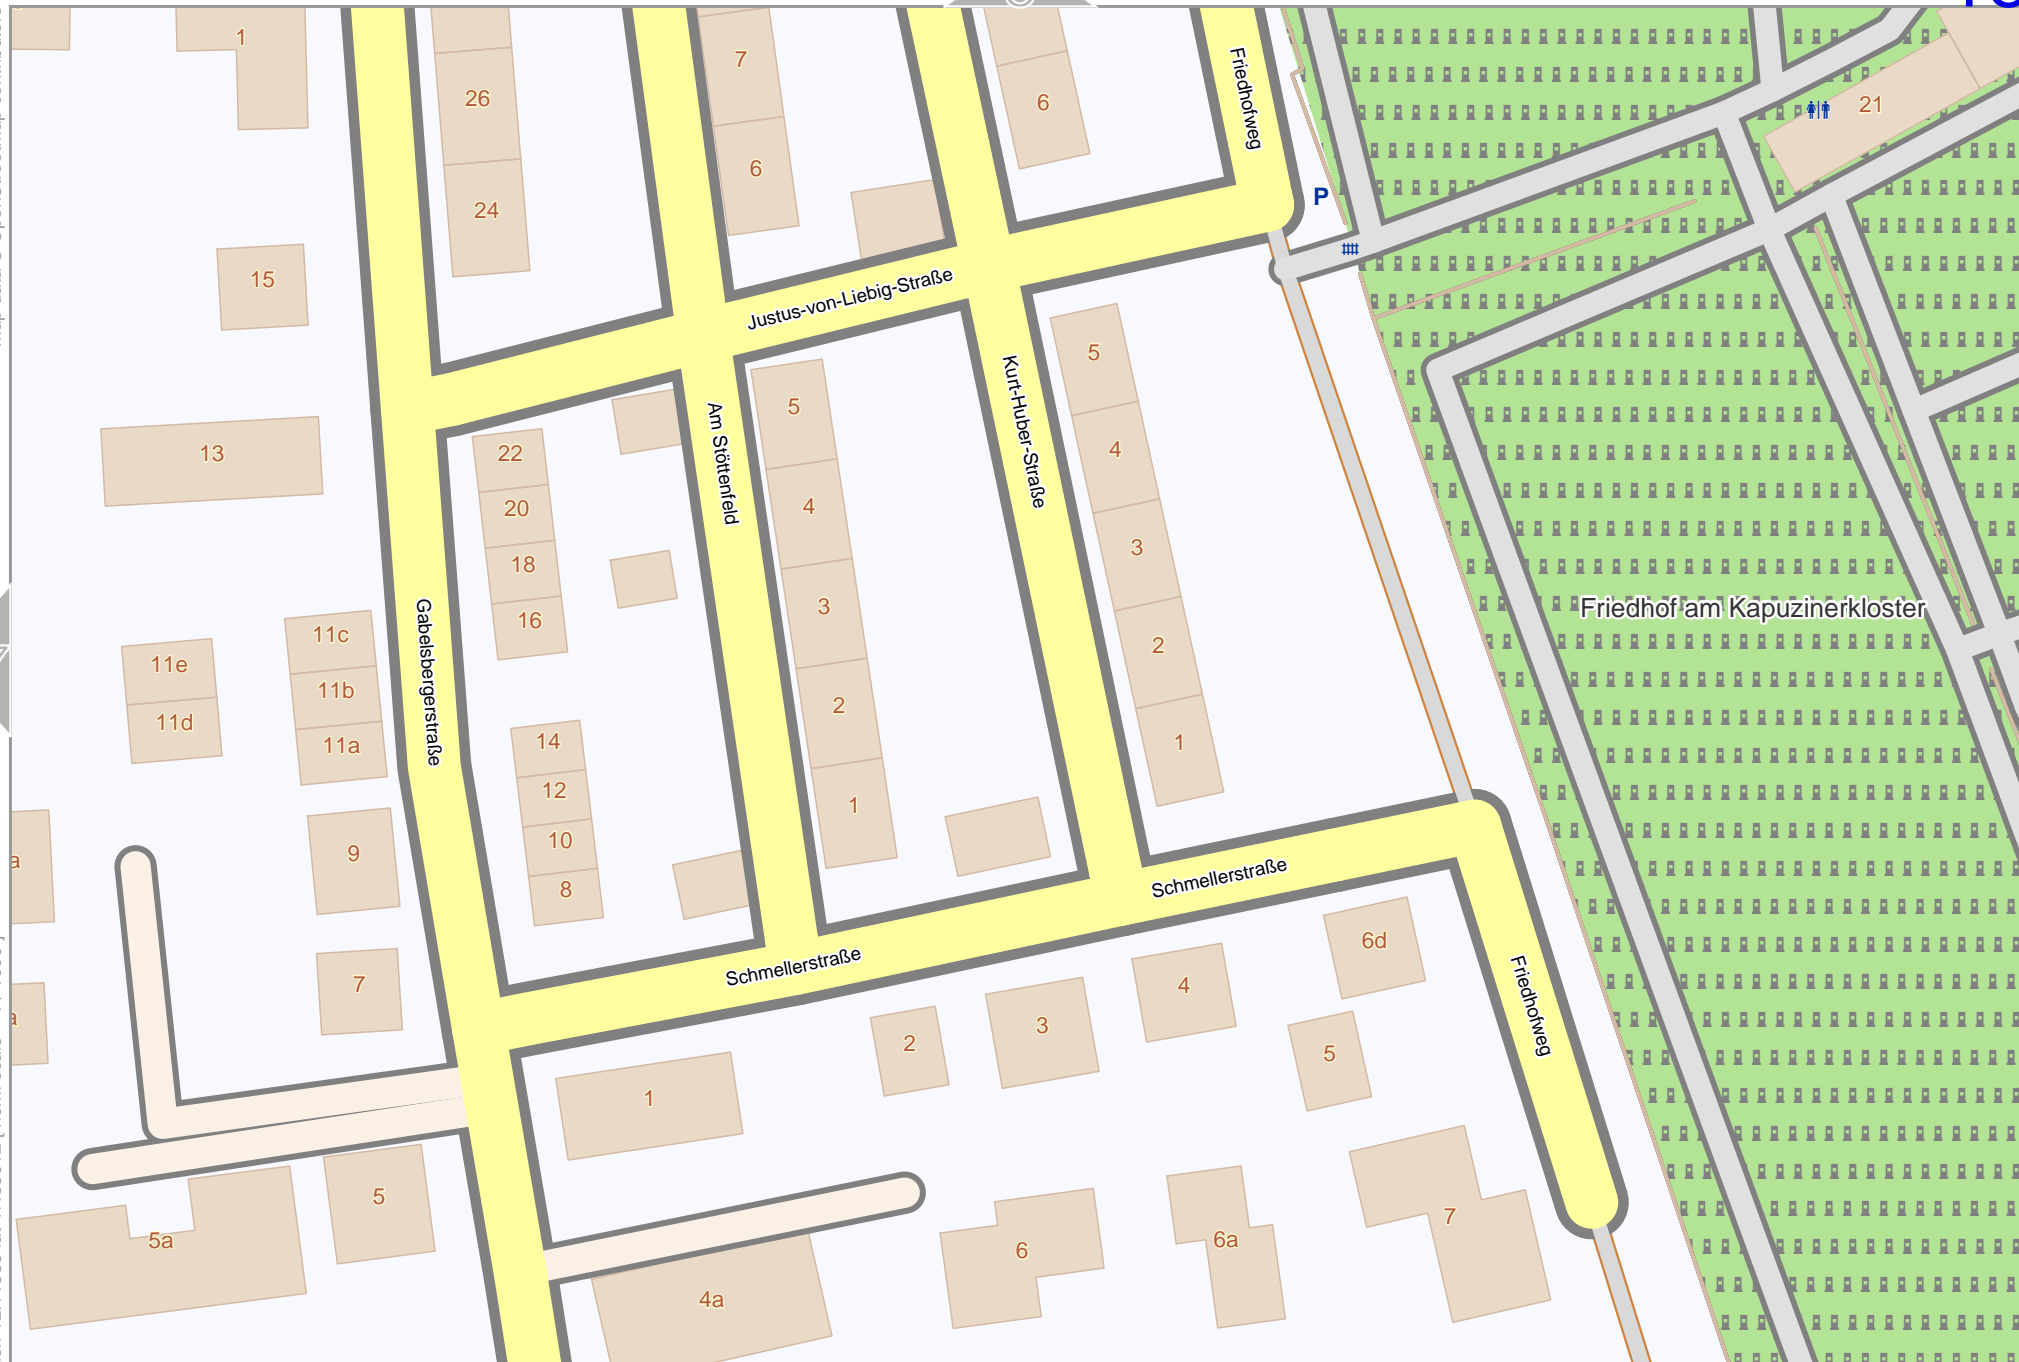 1
26
7
6
Friedhofweg
21
6
24
P
15
Justus-von-Liebig-Straße
5
Kurt-Huber-Straße
5
Am Stöttenfeld
4
22
13
20
4
3
18
Gabelsbergerstraße
3
Friedhof am Kapuzinerkloster
16
11c
2
11e
11b
2
11d
14
1
11a
12
1
10
9
a
8
Schmellerstraße
6d
Schmellerstraße
7
4
Friedhofweg
a
3
2
5
1
5
7
5a
6a
6
4a